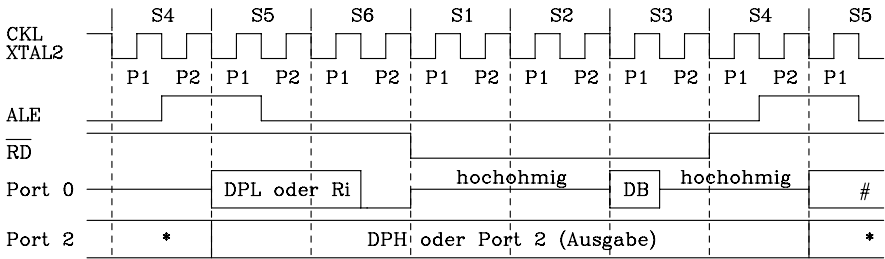 S4 S5 S6 S1 S2 S3 S4 S5
CKL
XTAL2
P1 P2 P1 P2 P1 P2 P1 P2 P1 P2 P1 P2 P1 P2 P1
ALE
RD
Port 0 DPL oder Ri hochohmig DB hochohmig #
Port 2 * DPH oder Port 2 (Ausgabe) *